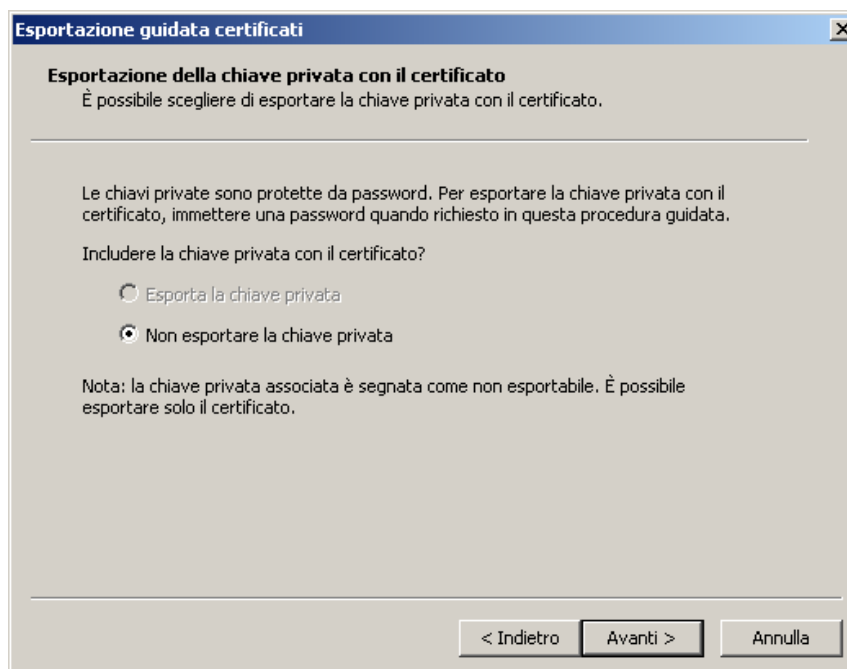 Esportazione guidata certificati
Esportazione della chiave privata con il certificato
È possibile scegliere di esportare la chiave privata con il certificato.
Le chiavi private sono protette da password. Per esportare la chiave privata con il
certificato, immettere una password quando richiesto in questa procedura guidata.
Includere la chiave privata con il certificato?
Esporta la chiave privata
Non esportare la chiave privata
Nota: la chiave privata associata è segnata come non esportabile. È possibile
esportare solo il certificato.
< Indietro Avanti > Annulla